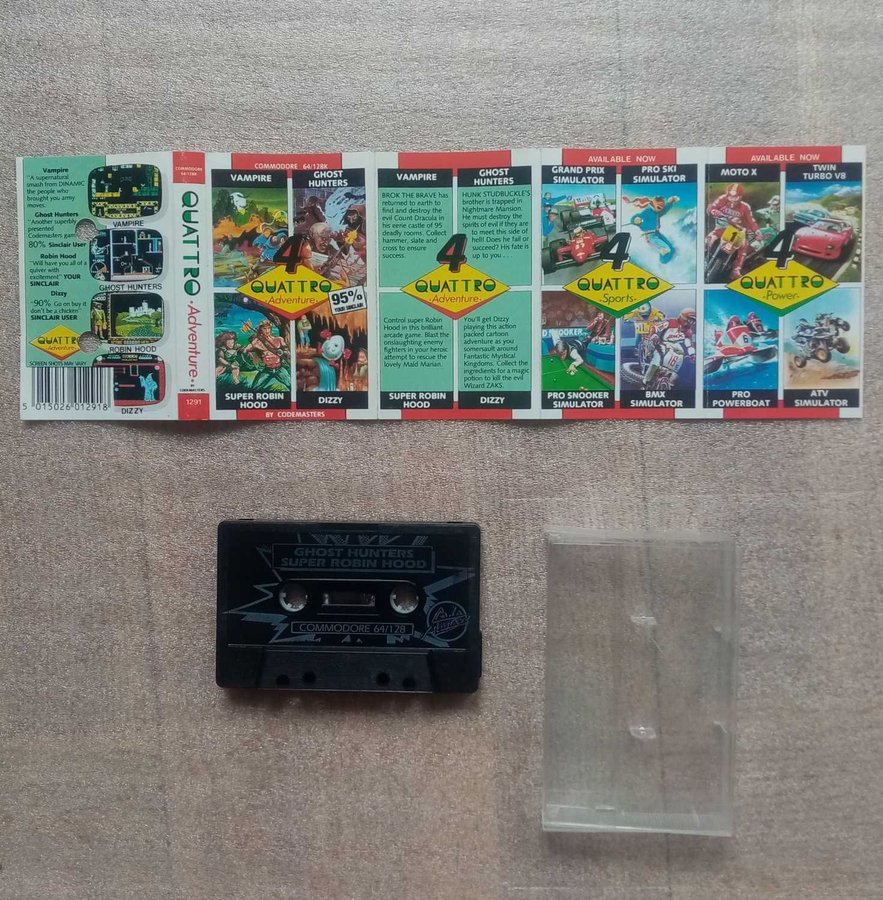 Vampire
"A supernatural
smash from DINAMIC
the people who
brought you army
moves.
Ghost Hunters
"Another superbly
presented
Codemasters game"
80% Sinclair User
Robin Hood
"Will have you all of a
quiver with
excitement" YOUR
SINCLAIR
Dizzy
-90% Go on buy it
don't be a chicken"
SINCLAIR USER
QUATTRO
Adventure
SCREEN SHOTS MAY VARY
5 015026 012918
VAMPIRE
GHOST HUNTERS
ROBIN HOOD
DIZZY
COMMODORE
64/128K
QUATTRO
·Adventure·
BY
CODEMASTERS
1291
COMMODORE 64/128K
VAMPIRE
GHOST
HUNTERS
4
QUATTRO
·Adventure·
95%
YOUR SINCLAIR
SUPER ROBIN
HOOD
DIZZY
BY CODEMASTERS
VAMPIRE
GHOST
HUNTERS
BROK THE BRAVE has
returned to earth to
find and destroy the
evil Count Dracula in
his eerie castle of 95
deadly rooms. Collect
hammer, slate and
cross to ensure
success.
HUNK STUDBUCKLE'S
brother is trapped in
Nightmare Mansion.
He must destroy the
spirits of evil if they are
to meet this side of
hell! Does he fail or
succeed? His fate is
up to you . .
4
QUATTRO
·Adventure·
Control super Robin
Hood in this brilliant
arcade game. Blast the
onslaughting enemy
fighters in your heroic
attempt to rescue the
lovely Maid Marian.
You'll get Dizzy
playing this action
packed cartoon
adventure as you
somersault around
Fantastic Mystical
Kingdoms. Collect the
ingredients for a magic
potion to kill the evil
Wizard ZAKS.
SUPER ROBIN
HOOD
DIZZY
AVAILABLE NOW
GRAND PRIX
SIMULATOR
PRO SKI
SIMULATOR
4
QUATTRO
·Sports·
SNOOKER
PRO SNOOKER
SIMULATOR
BMX
SIMULATOR
AVAILABLE NOW
MOTO X
TWIN
TURBO V8
4
QUATTRO
·Power·
PRO
POWERBOAT
ATV
SIMULATOR
GHOST HUNTERS
SUPER ROBIN HOOD
COMMODORE 64/128